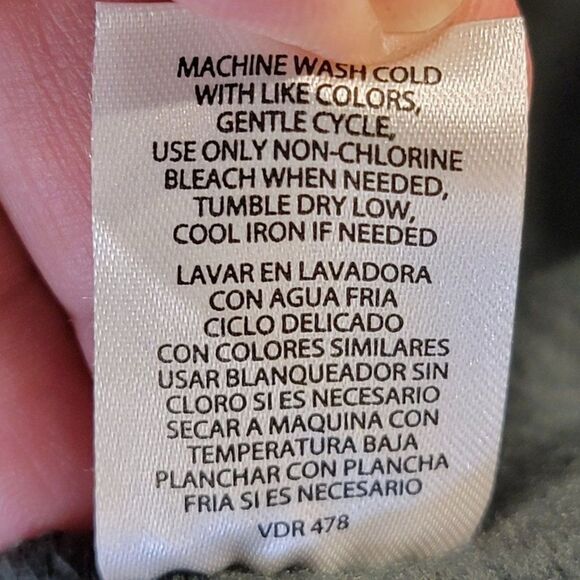 MACHINE WASH COLD
WITH LIKE COLORS,
GENTLE CYCLE,
USE ONLY NON-CHLORINE
BLEACH WHEN NEEDED,
TUMBLE DRY LOW,
COOL IRON IF NEEDED
LAVAR EN LAVADORA
CON AGUA FRIA
CICLO DELICADO
CON COLORES SIMILARES
USAR BLANQUEADOR SIN
CLORO SI ES NECESARIO
SECAR A MAQUINA CON
TEMPERATURA BAJA
PLANCHAR CON PLANCHA
FRIA SI ES NECESARIO
VDR 478